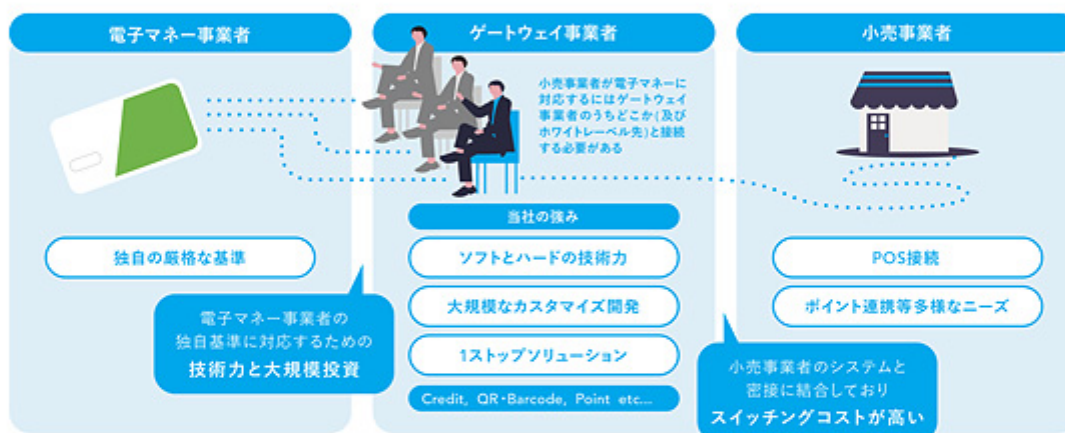 電子マネー事業者
独自の厳格な基準
電子マネー事業者の
独自基準に対応するための
技術力と大規模投資
ゲートウェイ事業者
小売事業者が電子マネーに
対応するにはゲートウェイ
事業者のうちどこか(及び
ホワイトレーベル先)と接続
する必要がある
当社の強み
ソフトとハードの技術力
大規模なカスタマイズ開発
1ストップソリューション
Credit, QR・Barcode, Point etc...
小売事業者
POS接続
ポイント連携等多様なニーズ
小売事業者のシステムと
密接に結合しており
スイッチングコストが高い